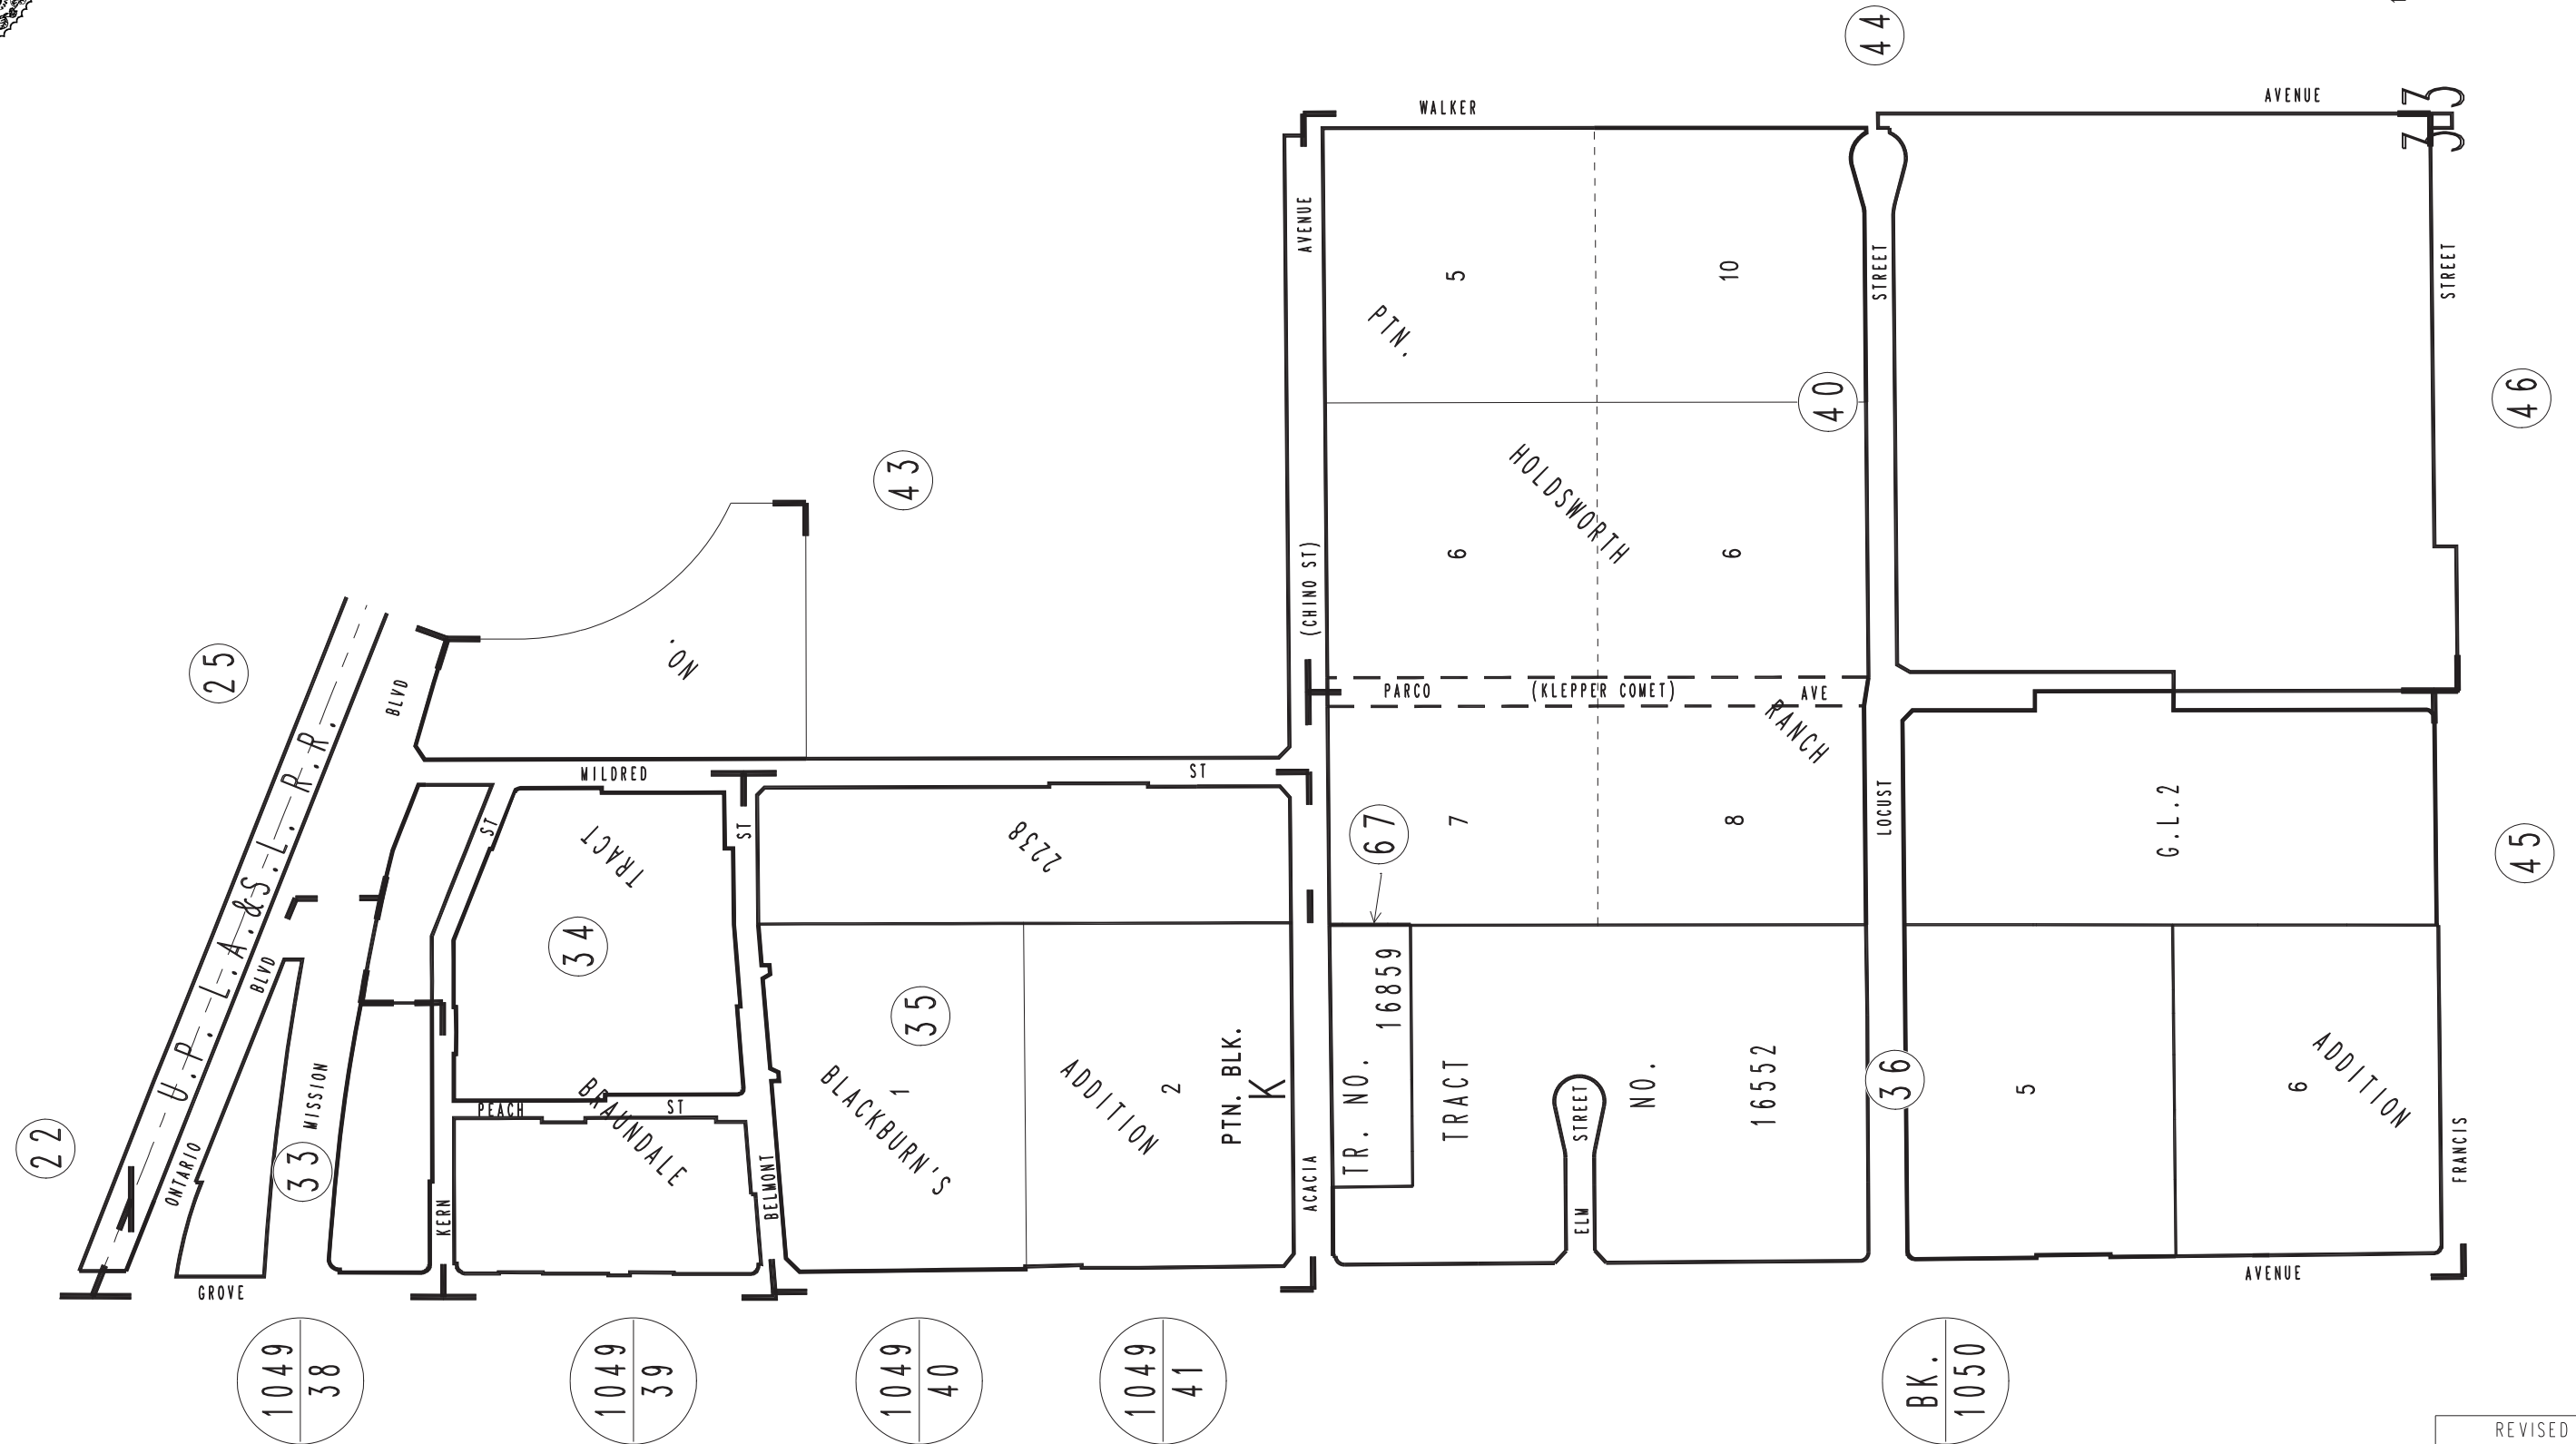 44
WALKER
AVENUE
33
33
AVENUE
STREET
STREET
5
10
PTN.
40
46
HOLDSWORTH
43
(CHINO ST)
6
6
25
BLVD
NO.
PARCO (KLEPPER COMET) AVE
RANCH
U.P.L.A.&S.L.R.R.
MILDRED
ST
ST
TRACT
ST
2238
67
7
8
LOCUST
G.L.2
45
BLVD
34
35
16859
TR. NO.
TRACT
NO.
16552
STREET
ELM
36
5
6
ADDITION
MISSION
33
22
ONTARIO
PEACH
ST
BRAUNDALE
KERN
BELMONT
BLACKBURN'S
1
ADDITION
2
PTN. BLK.
K
ACACIA
FRANCIS
GROVE
AVENUE
1049
38
1049
39
1049
40
1049
41
BK.
1050
REVISED